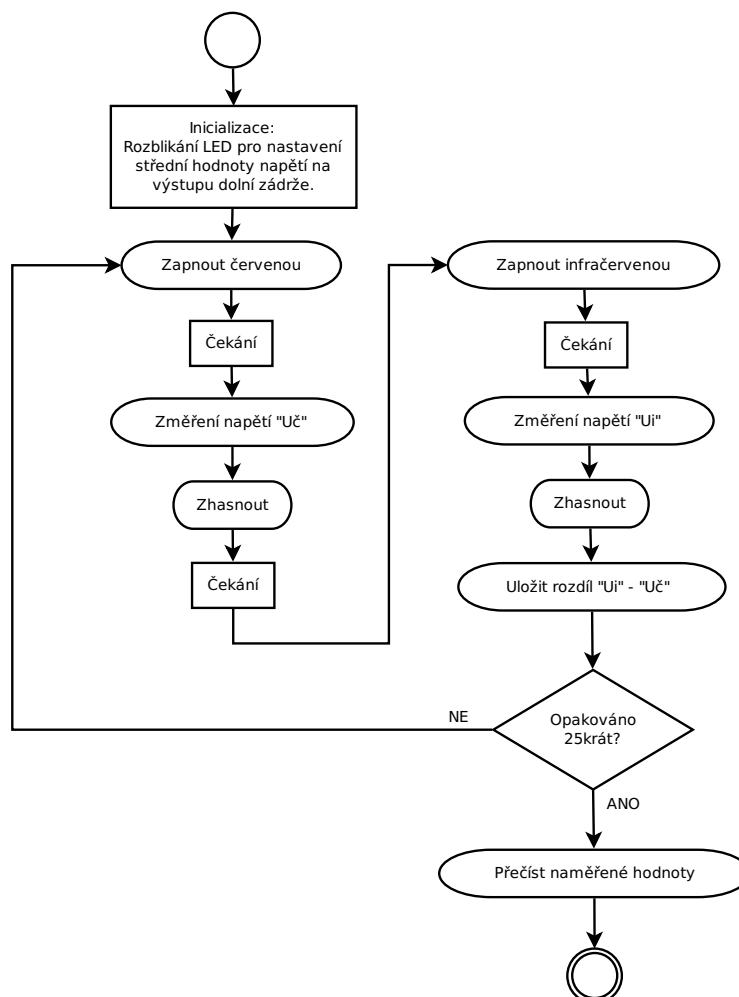 Inicializace:
Rozblikání LED pro nastavení
střední hodnoty napětí na
výstupu dolní zádrže.
Zapnout červenou
Čekání
Změření napětí "Uč"
Zhasnout
Čekání
Zapnout infračervenou
Čekání
Změření napětí "Ui"
Zhasnout
Uložit rozdíl "Ui" - "Uč"
Opakováno
25krát?
NE
ANO
Přečíst naměřené hodnoty